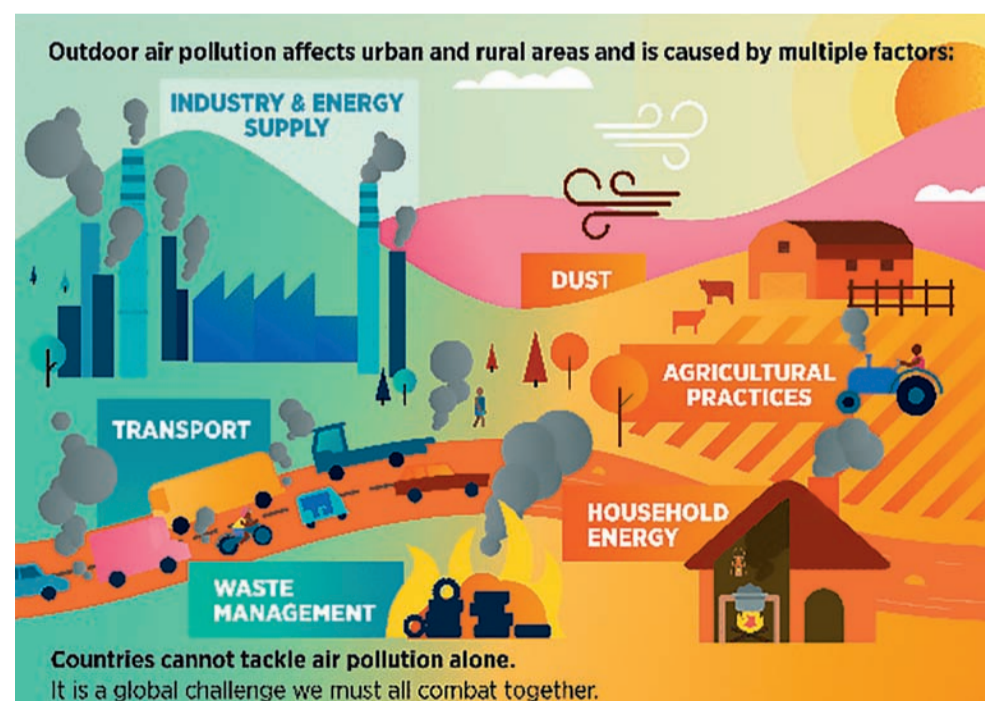 Outdoor air pollution affects urban and rural areas and is caused by multiple factors:
INDUSTRY & ENERGY
SUPPLY
DUST
AGRICULTURAL
PRACTICES
TRANSPORT
HOUSEHOLD
ENERGY
WASTE
MANAGEMENT
Countries cannot tackle air pollution alone.
It is a global challenge we must all combat together.